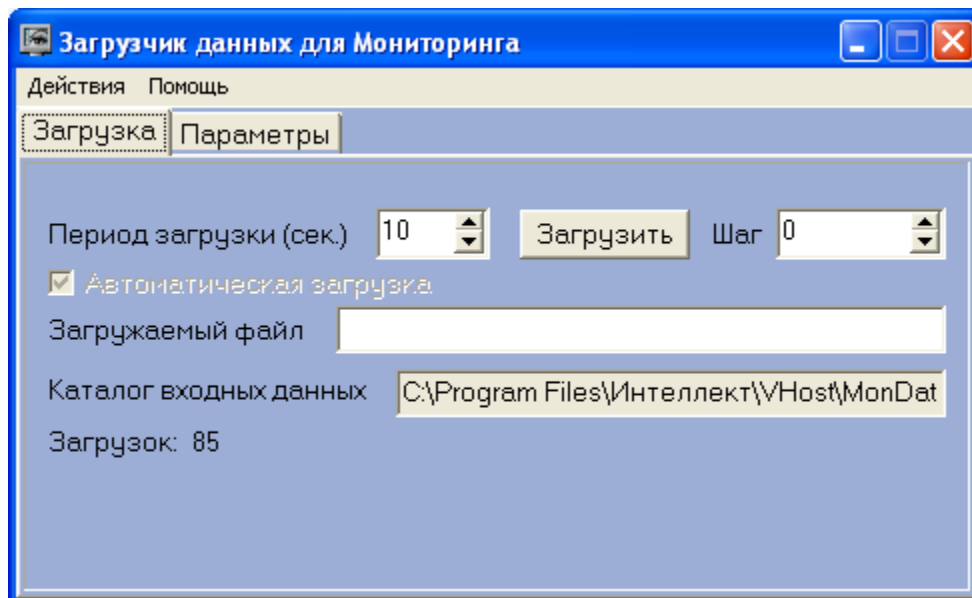 Загрузчик данных для Мониторинга
Действия Помощь
Загрузка Параметры
Период загрузки (сек.) 10 Загрузить Шаг 0
Автоматическая загрузка
Загружаемый файл
Каталог входных данных C:\Program Files\Интеллект\VHost\MonDat
Загрузок: 85